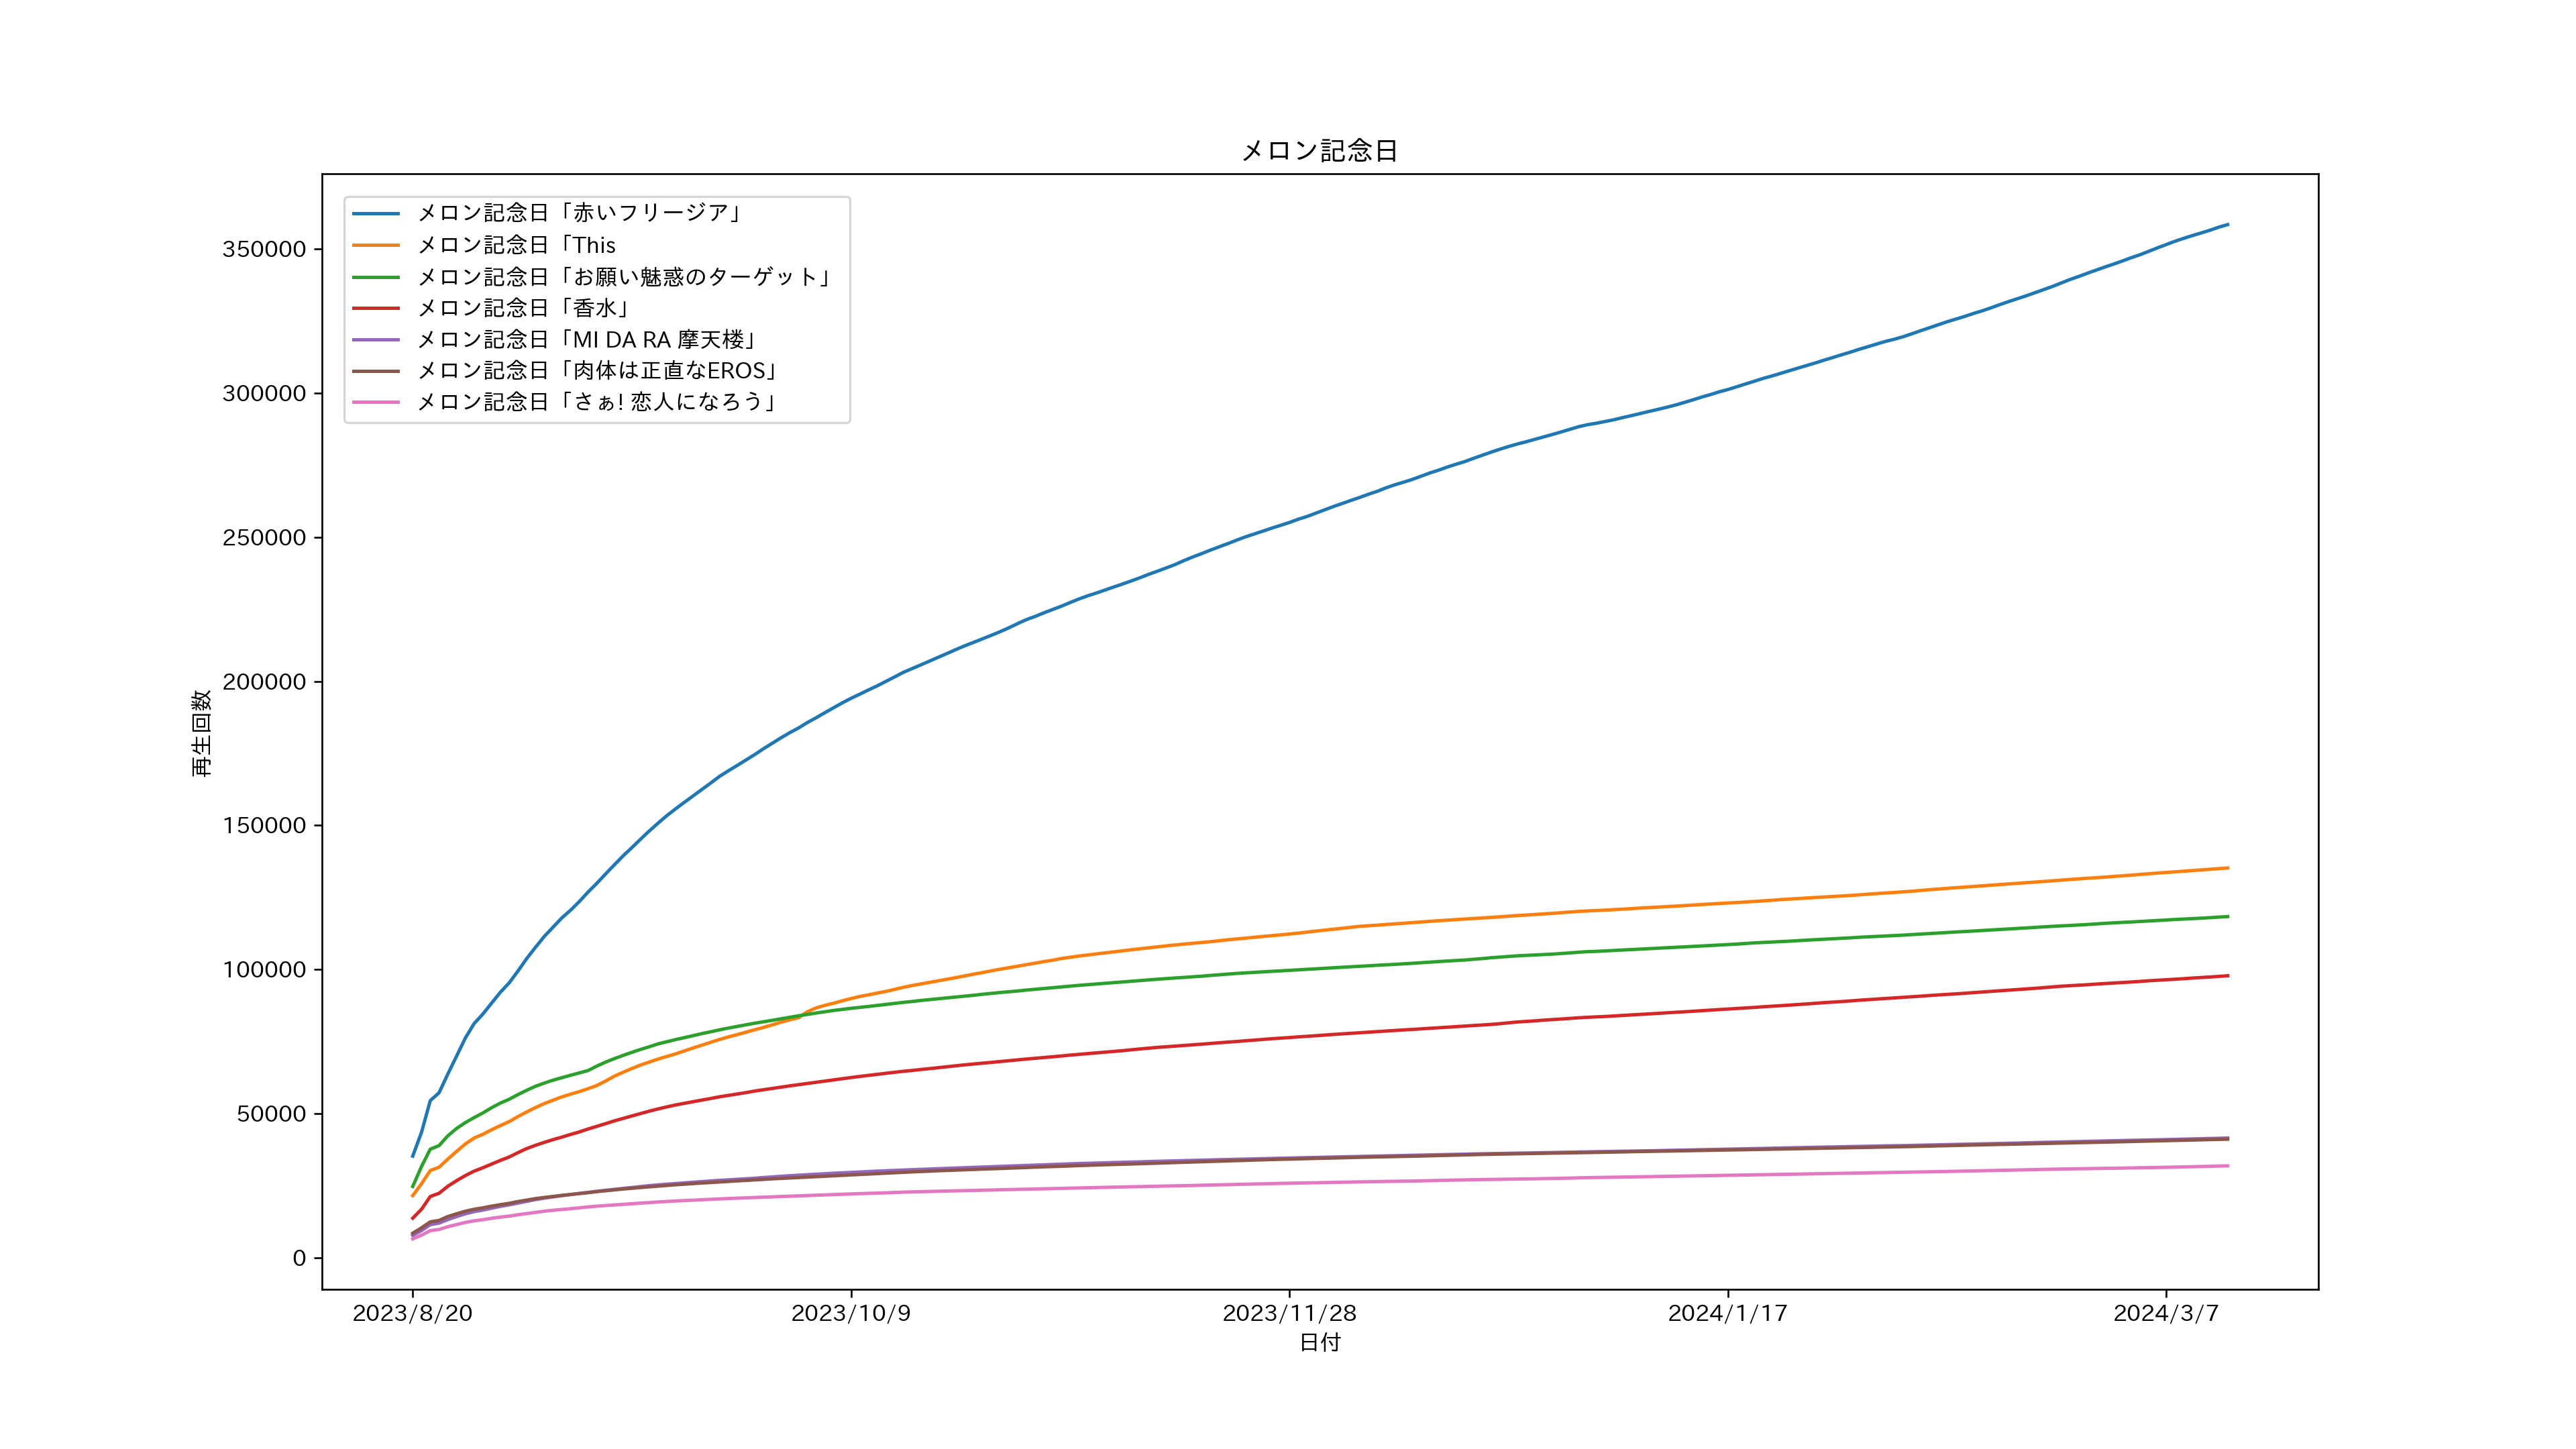 メロン記念日
メロン記念日「赤いフリージア」
メロン記念日「This
メロン記念日「お願い魅惑のターゲット」
メロン記念日「香水」
メロン記念日「MI DA RA 摩天楼」
メロン記念日「肉体は正直なEROS」
メロン記念日「さぁ! 恋人になろう」
350000
300000
250000
200000
150000
100000
50000
0
再生回数
2023/8/20
2023/10/9
2023/11/28
2024/1/17
2024/3/7
日付